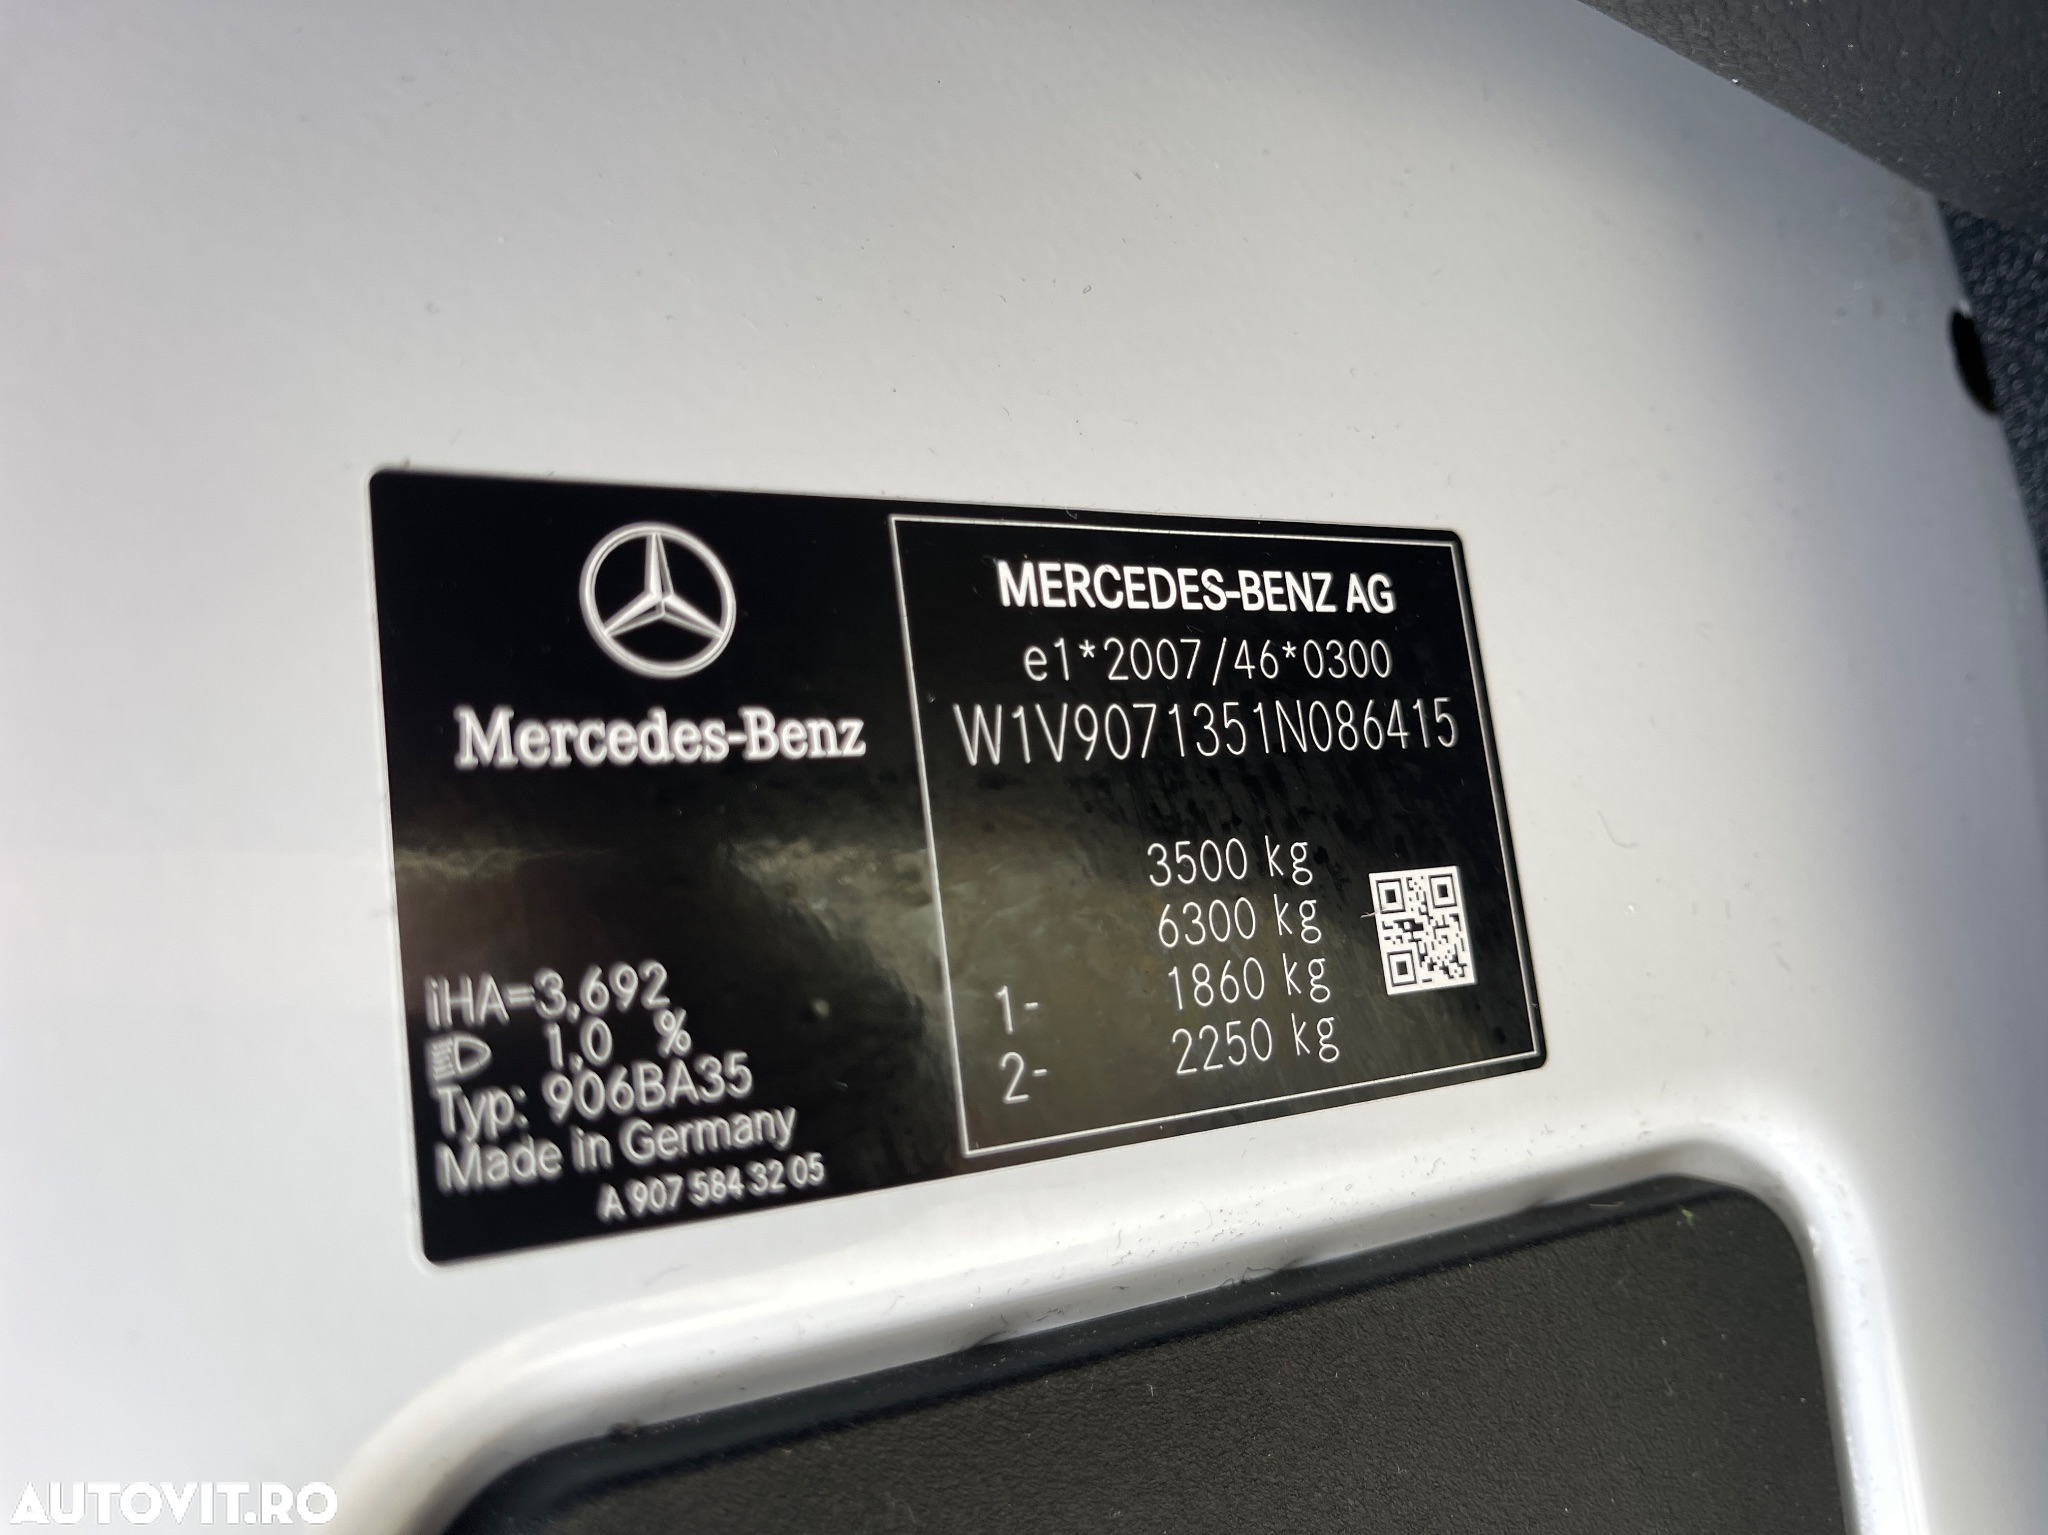 Mercedes-Benz
iHA=3,692
1,0 %
Typ: 906BA35
Made in Germany
A 907 584 32 05
MERCEDES-BENZ AG
e1*2007/46*0300
W1V9071351N086415
3500 kg
6300 kg
1- 1860 kg
2- 2250 kg
AUTOVIT.RO